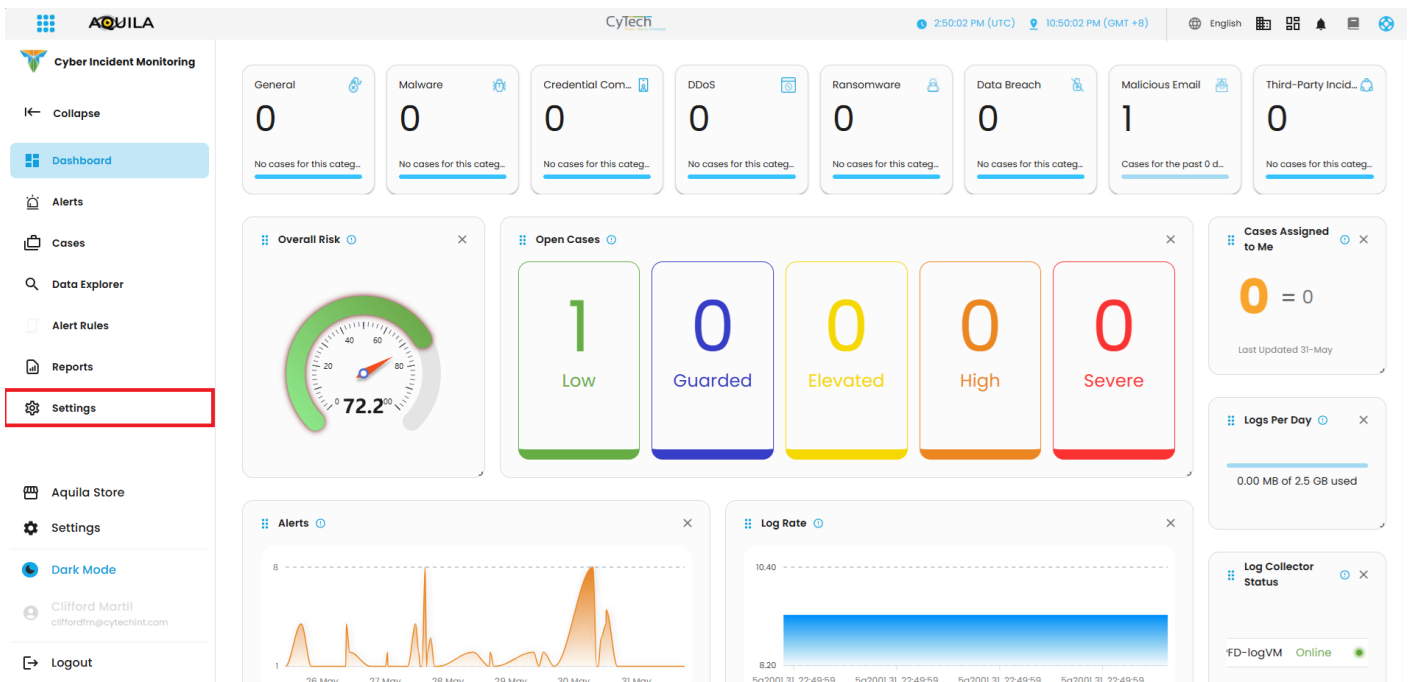 AQUILA
CyTech
2:50:02 PM (UTC)
10:50:02 PM (GMT +8)
English
Cyber Incident Monitoring
Collapse
Dashboard
Alerts
Cases
Data Explorer
Alert Rules
Reports
Settings
Aquila Store
Settings
Dark Mode
Clifford Martil
cliffordfm@cytechint.com
Logout
General
0
No cases for this categ...
Malware
0
No cases for this categ...
Credential Com...
0
No cases for this categ...
DDoS
0
No cases for this categ...
Ransomware
0
No cases for this categ...
Data Breach
0
No cases for this categ...
Malicious Email
1
Cases for the past 0 d...
Third-Party Incid...
0
No cases for this categ...
Overall Risk
0
20
40
60
80
100
72.2
Open Cases
1
Low
0
Guarded
0
Elevated
0
High
0
Severe
Cases Assigned
to Me
0 = 0
Last Updated 31-May
Logs Per Day
0.00 MB of 2.5 GB used
Alerts
8
1
26 May 27 May 28 May 29 May 30 May 31 May
Log Rate
10.40
8.20
Log Collector
Status
FD-logVM Online